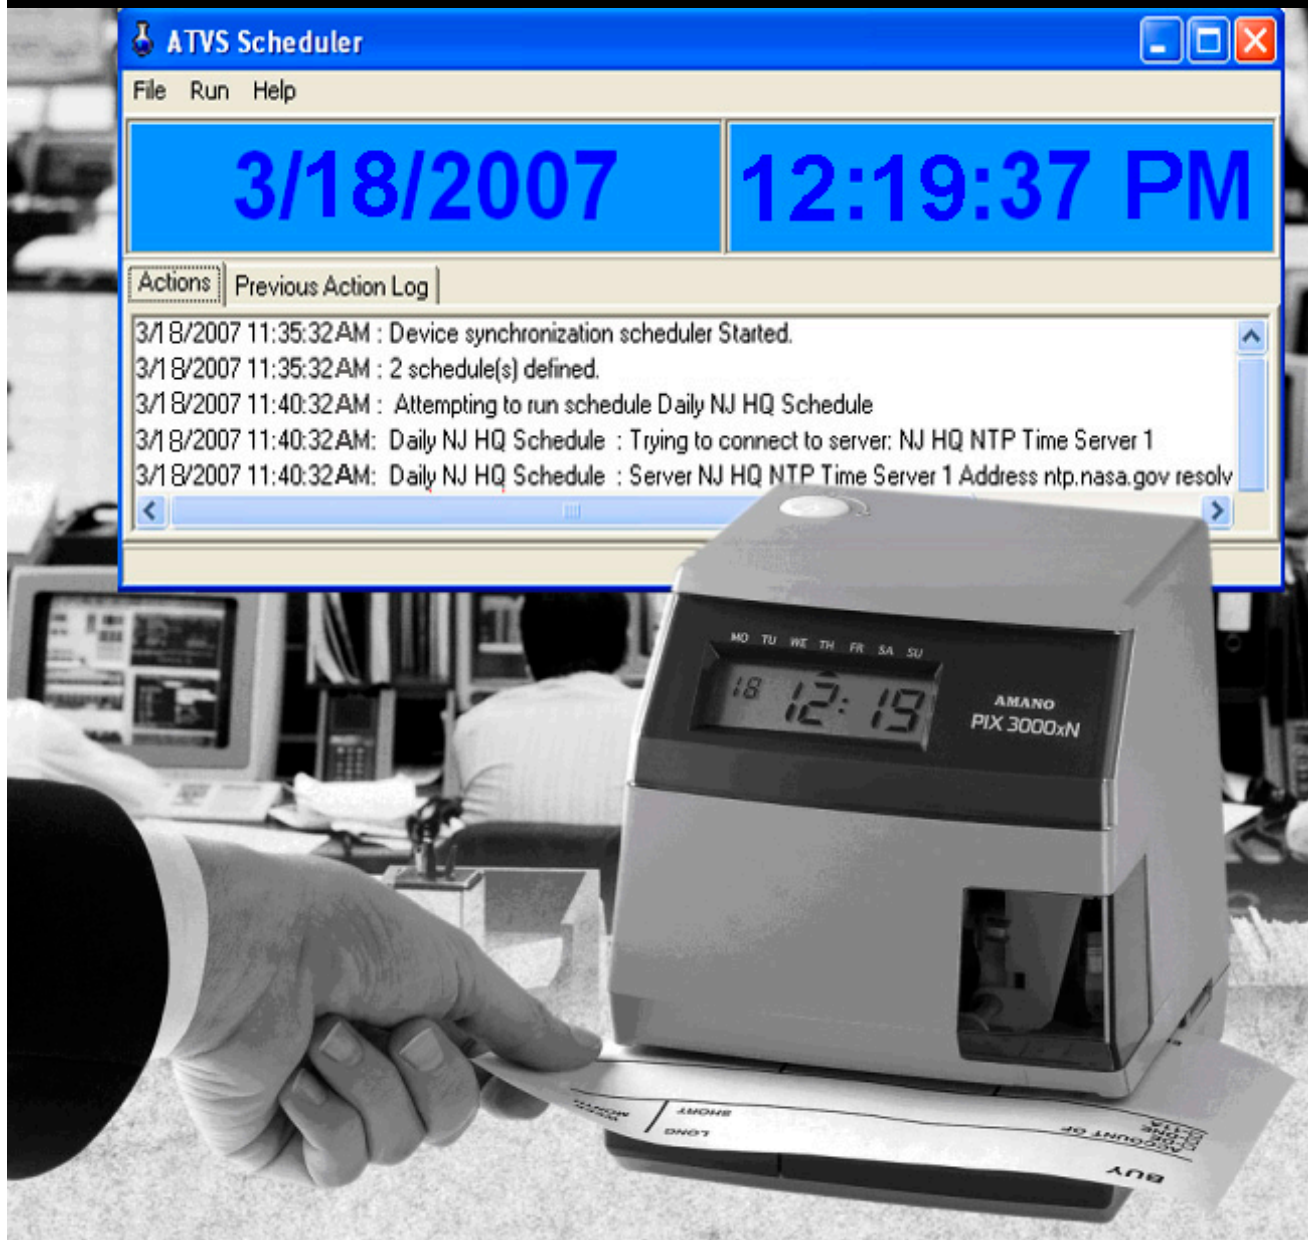 ATVS Scheduler
File Run Help
3/18/2007 12:19:37 PM
Actions Previous Action Log
3/18/2007 11:35:32 AM : Device synchronization scheduler Started.
3/18/2007 11:35:32 AM : 2 schedule(s) defined.
3/18/2007 11:40:32 AM : Attempting to run schedule Daily NJ HQ Schedule
3/18/2007 11:40:32 AM: Daily NJ HQ Schedule : Trying to connect to server: NJ HQ NTP Time Server 1
3/18/2007 11:40:32 AM: Daily NJ HQ Schedule : Server NJ HQ NTP Time Server 1 Address ntp.nasa.gov resolv
MO TU WE TH FR SA SU
18 12:19
AMANO
PIX 3000xN
SHORT
LONG
ACCOUNT OF
BUY